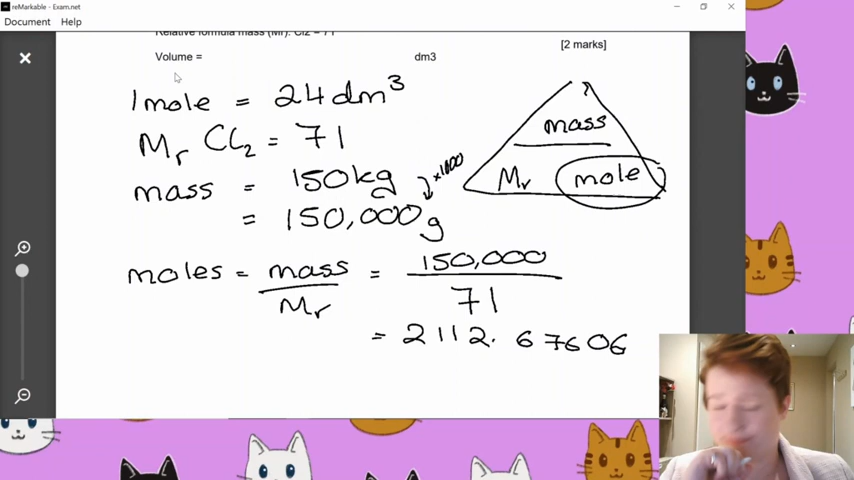 reMarkable - Exam.net
Document Help
Relative formula mass (Mr): Cl2 = 71
Volume = dm3
[2 marks]
1mole = 24dm³
Mr Cl2 = 71
mass = 150kg
×1000
= 150,000g
mass
Mr mole
moles = mass/Mr = 150,000/71
= 2112.67606